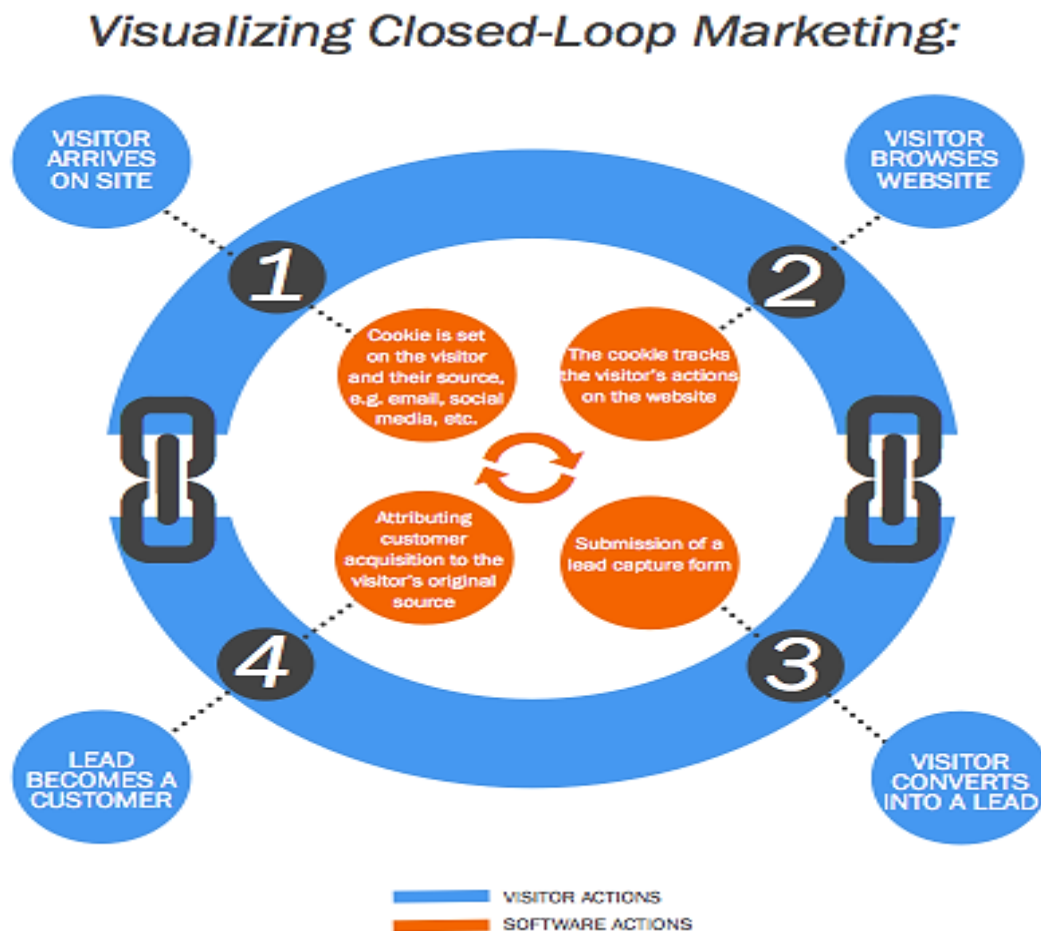 Visualizing Closed-Loop Marketing:
VISITOR
ARRIVES
ON SITE
VISITOR
BROWSES
WEBSITE
1
2
Cookie is set
on the visitor
and their source,
e.g. email, social
media, etc.
The cookie tracks
the visitor's actions
on the website
Attributing
customer
acquisition to the
visitor's original
source
Submission of a
lead capture form
4
3
LEAD
BECOMES A
CUSTOMER
VISITOR
CONVERTS
INTO A LEAD
VISITOR ACTIONS
SOFTWARE ACTIONS